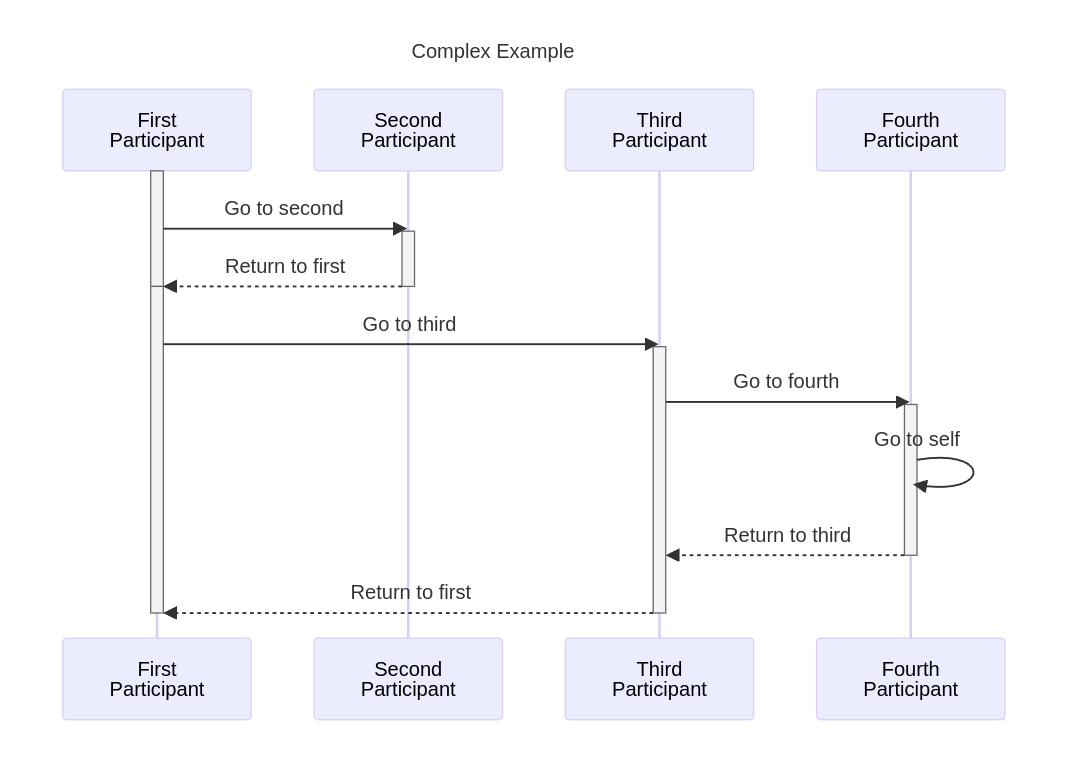 Complex Example
First
Participant
Second
Participant
Third
Participant
Fourth
Participant
Go to second
Return to first
Go to third
Go to fourth
Go to self
Return to third
Return to first
First
Participant
Second
Participant
Third
Participant
Fourth
Participant